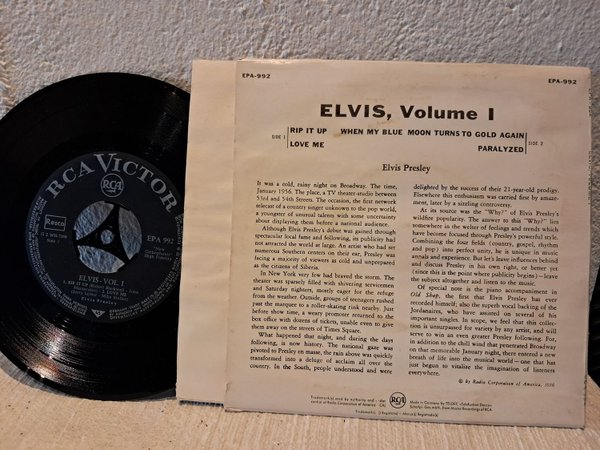 RCA VICTOR
RCA
Resco
EPA 992
Side 1
ELVIS - VOL. I
Elvis Presley
EPA-992
EPA-992
ELVIS, Volume I
SIDE 1
RIP IT UP
LOVE ME
WHEN MY BLUE MOON TURNS TO GOLD AGAIN
PARALYZED
SIDE 2
Elvis Presley
It was a cold, rainy night on Broadway. The time,
January 1956. The place, a TV theater-studio between
53rd and 54th Streets. The occasion, the first network
telecast of a country singer unknown to the pop world,
a youngster of unusual talents with some uncertainty
about displaying them before a national audience.
Although Elvis Presley's debut was gained through
spectacular local fame and following, its publicity had
not attracted the world at large. An artist who had sent
numerous Southern centers on their ear, Presley was
facing a majority of viewers as cold and unprepared
as the citizens of Siberia.
In New York very few had braved the storm. The
theater was sparsely filled with shivering servicemen
and Saturday nighters, mostly eager for the refuge
from the weather. Outside, groups of teenagers rushed
past the marquee to a roller-skating rink nearby. Just
before show time, a weary promoter returned to the
box office with dozens of tickets, unable even to give
them away on the streets of Times Square.
What happened that night, and during the days
following, is now history. The national gaze was
pivoted to Presley en masse, the rain above was quickly
transformed into a deluge of acclaim all over the
country. In the South, people understood and were
delighted by the success of their 21-year-old prodigy.
Elsewhere this enthusiasm was carried first by amaze-
ment, later by a sizzling controversy.
At its source was the "Why?" of Elvis Presley's
wildfire popularity. The answer to this "Why?" lies
somewhere in the welter of feelings and trends which
have become focused through Presley's powerful style.
Combining the four fields (country, gospel, rhythm
and pop) into perfect unity, he is unique in music
annals and experience. But let's leave influences behind
and discuss Presley in his own right, or better yet
(since this is the point where publicity begins)—leave
the subject altogether and listen to the music.
Of special note is the piano accompaniment in
Old Shep, the first that Elvis Presley has ever
recorded himself; also the superb vocal backing of the
Jordanaires, who have assisted on several of his
important singles. In scope, we feel that this collec-
tion is unsurpassed for variety by any artist, and will
serve to win an even greater Presley following. For,
in addition to the chill wind that penetrated Broadway
on that memorable January night, there entered a new
breath of life into the musical world—one that has
just begun to vitalize the imagination of listeners
everywhere.
© by Radio Corporation of America, 1956
RCA